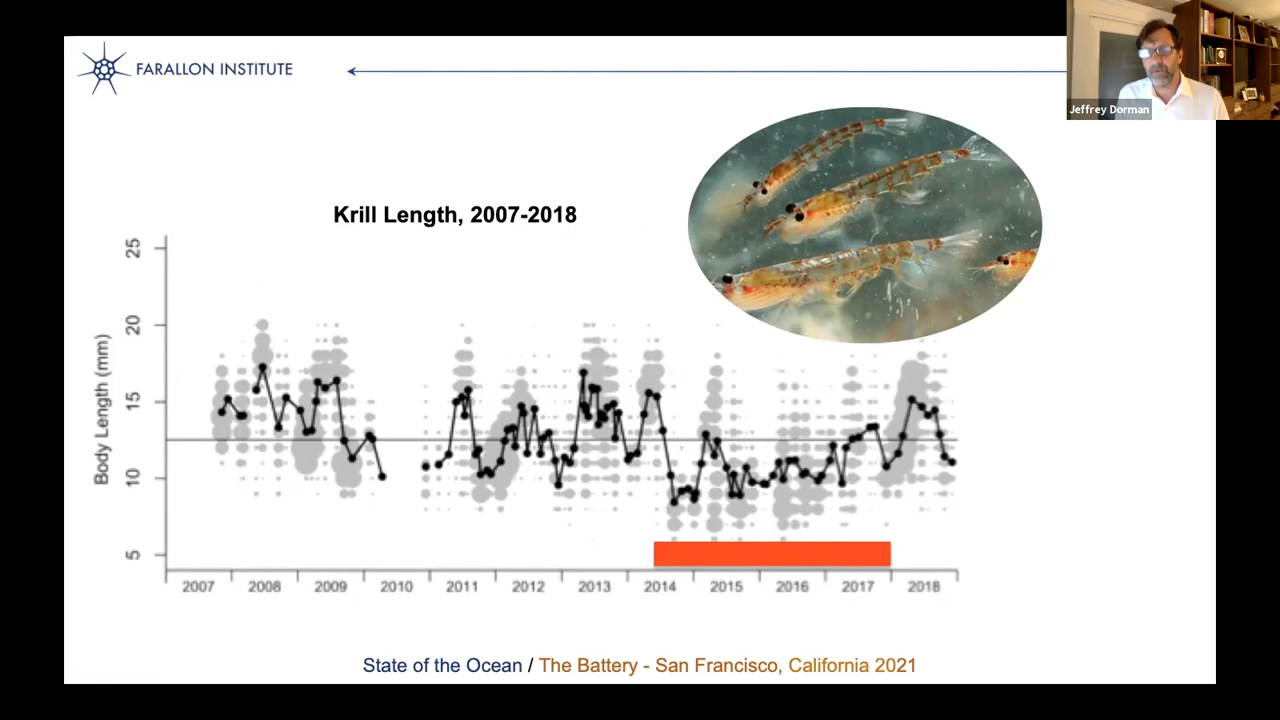 FARALLON INSTITUTE
Jeffrey Dorman
Krill Length, 2007-2018
Body Length (mm)
25
20
15
10
5
2007 2008 2009 2010 2011 2012 2013 2014 2015 2016 2017 2018
State of the Ocean / The Battery - San Francisco, California 2021